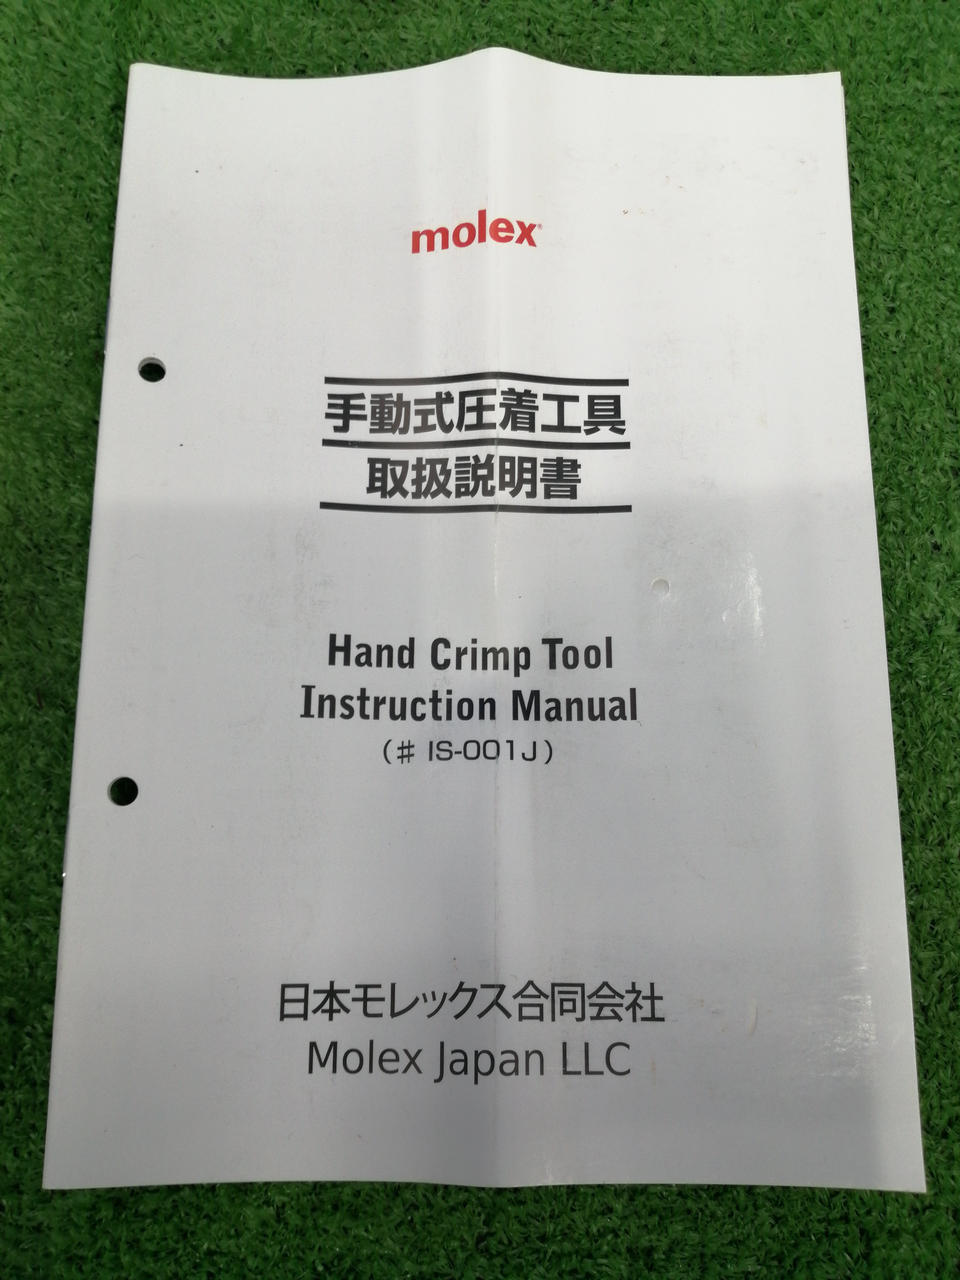 molex
手動式圧着工具
取扱説明書
Hand Crimp Tool
Instruction Manual
(♯ IS-001J)
日本モレックス合同会社
Molex Japan LLC